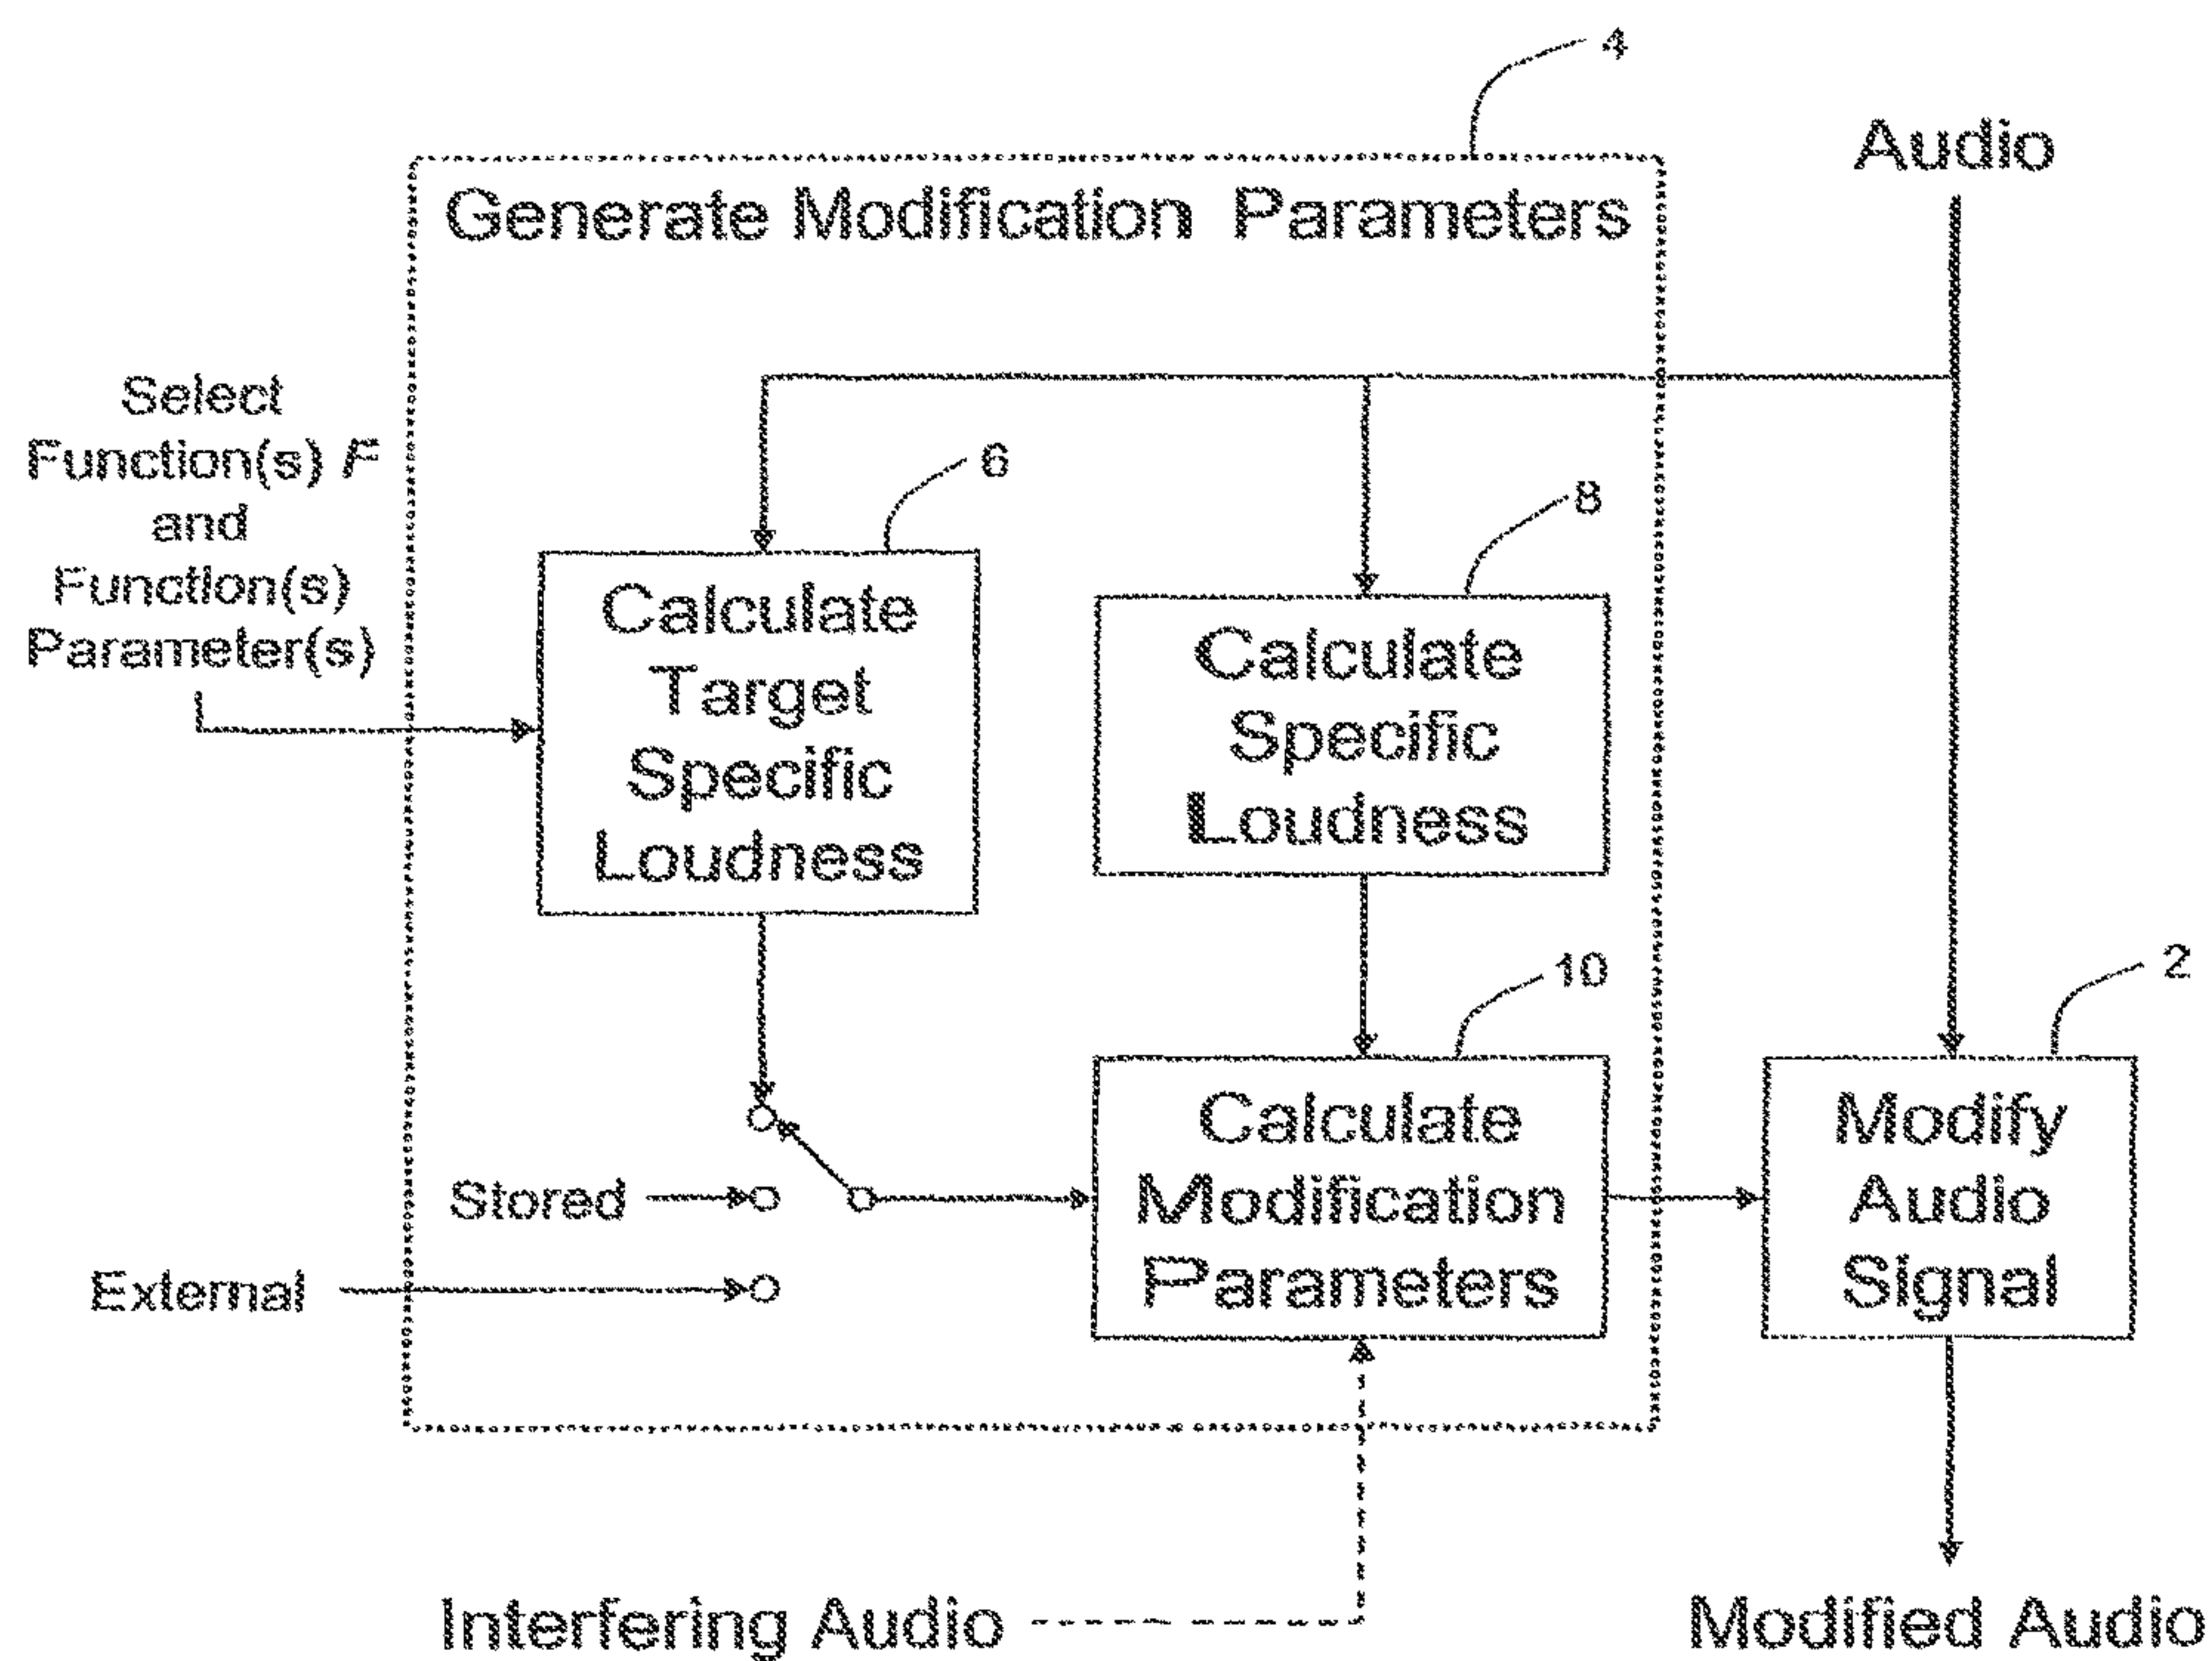 4
Audio
Generate Modification Parameters
Select
Function(s) F
and
Function(s)
Parameter(s)
6
8
Calculate
Target
Specific
Loudness
Calculate
Specific
Loudness
10
2
Calculate
Modification
Parameters
Modify
Audio
Signal
Stored
External
Interfering Audio
Modified Audio